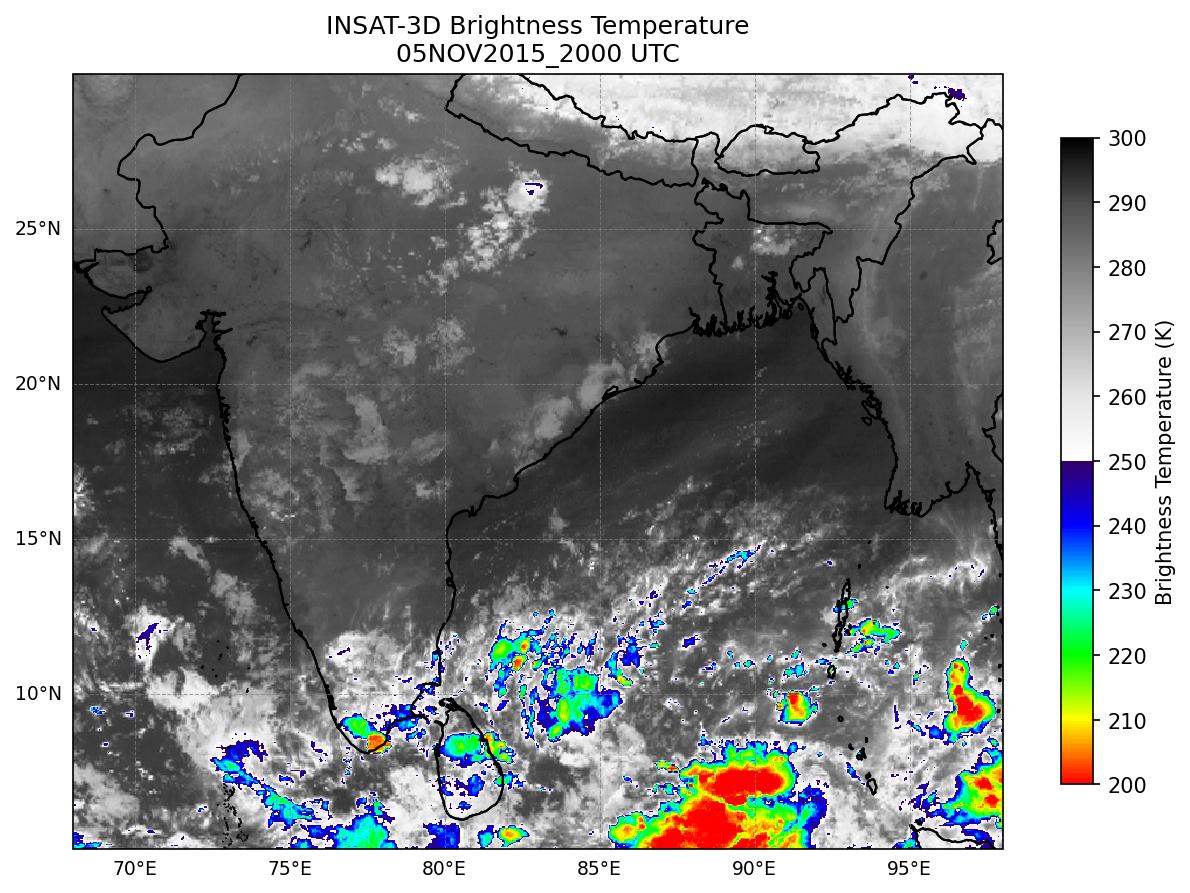 INSAT-3D Brightness Temperature
05NOV2015_2000 UTC
25°N
20°N
15°N
10°N
70°E
75°E
80°E
85°E
90°E
95°E
300
290
280
270
260
250
240
230
220
210
200
Brightness Temperature (K)